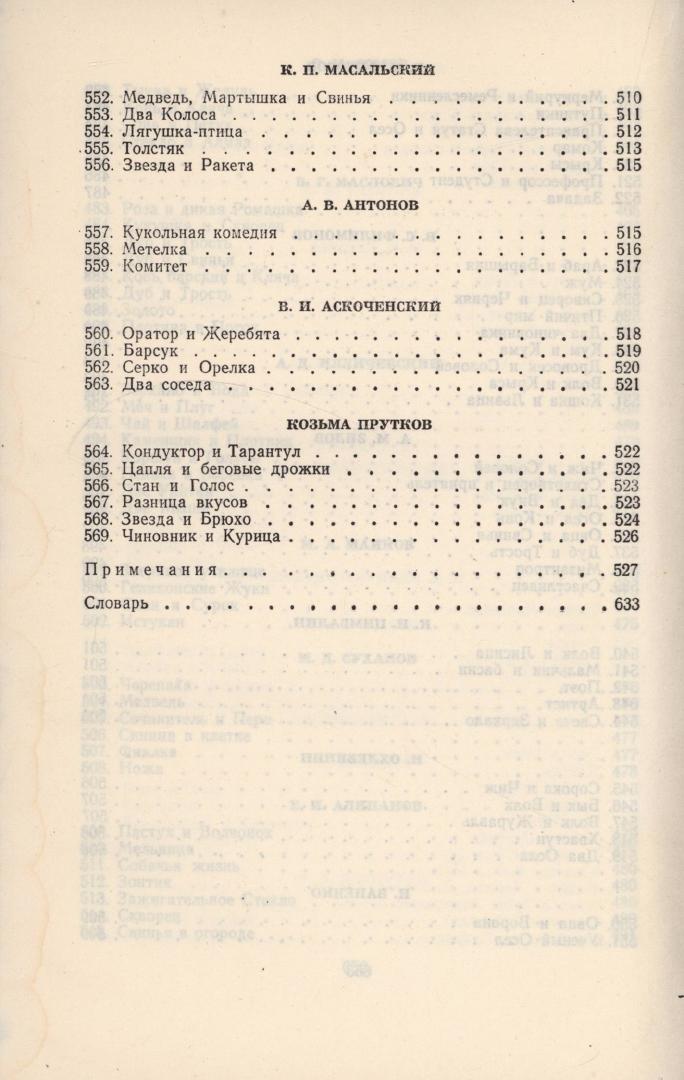 К. П. МАСАЛЬСКИЙ
552. Медведь, Мартышка и Свинья . . . . . . . . . . . . 510
553. Два Колоса . . . . . . . . . . . . . . . . . . . . 511
554. Лягушка-птица . . . . . . . . . . . . . . . . . . 512
555. Толстяк . . . . . . . . . . . . . . . . . . . . . 513
556. Звезда и Ракета . . . . . . . . . . . . . . . . . 515
А. В. АНТОНОВ
557. Кукольная комедия . . . . . . . . . . . . . . . . 515
558. Метелка . . . . . . . . . . . . . . . . . . . . . 516
559. Комитет . . . . . . . . . . . . . . . . . . . . . 517
В. И. АСКОЧЕНСКИЙ
560. Оратор и Жеребята . . . . . . . . . . . . . . . . 518
561. Барсук . . . . . . . . . . . . . . . . . . . . . 519
562. Серко и Орелка . . . . . . . . . . . . . . . . . 520
563. Два соседа . . . . . . . . . . . . . . . . . . . 521
КОЗЬМА ПРУТКОВ
564. Кондуктор и Тарантул . . . . . . . . . . . . . . 522
565. Цапля и беговые дрожки . . . . . . . . . . . . . 522
566. Стан и Голос . . . . . . . . . . . . . . . . . . 523
567. Разница вкусов . . . . . . . . . . . . . . . . . 523
568. Звезда и Брюхо . . . . . . . . . . . . . . . . . 524
569. Чиновник и Курица . . . . . . . . . . . . . . . . 526
Примечания . . . . . . . . . . . . . . . . . . . . . . 527
Словарь . . . . . . . . . . . . . . . . . . . . . . . 633